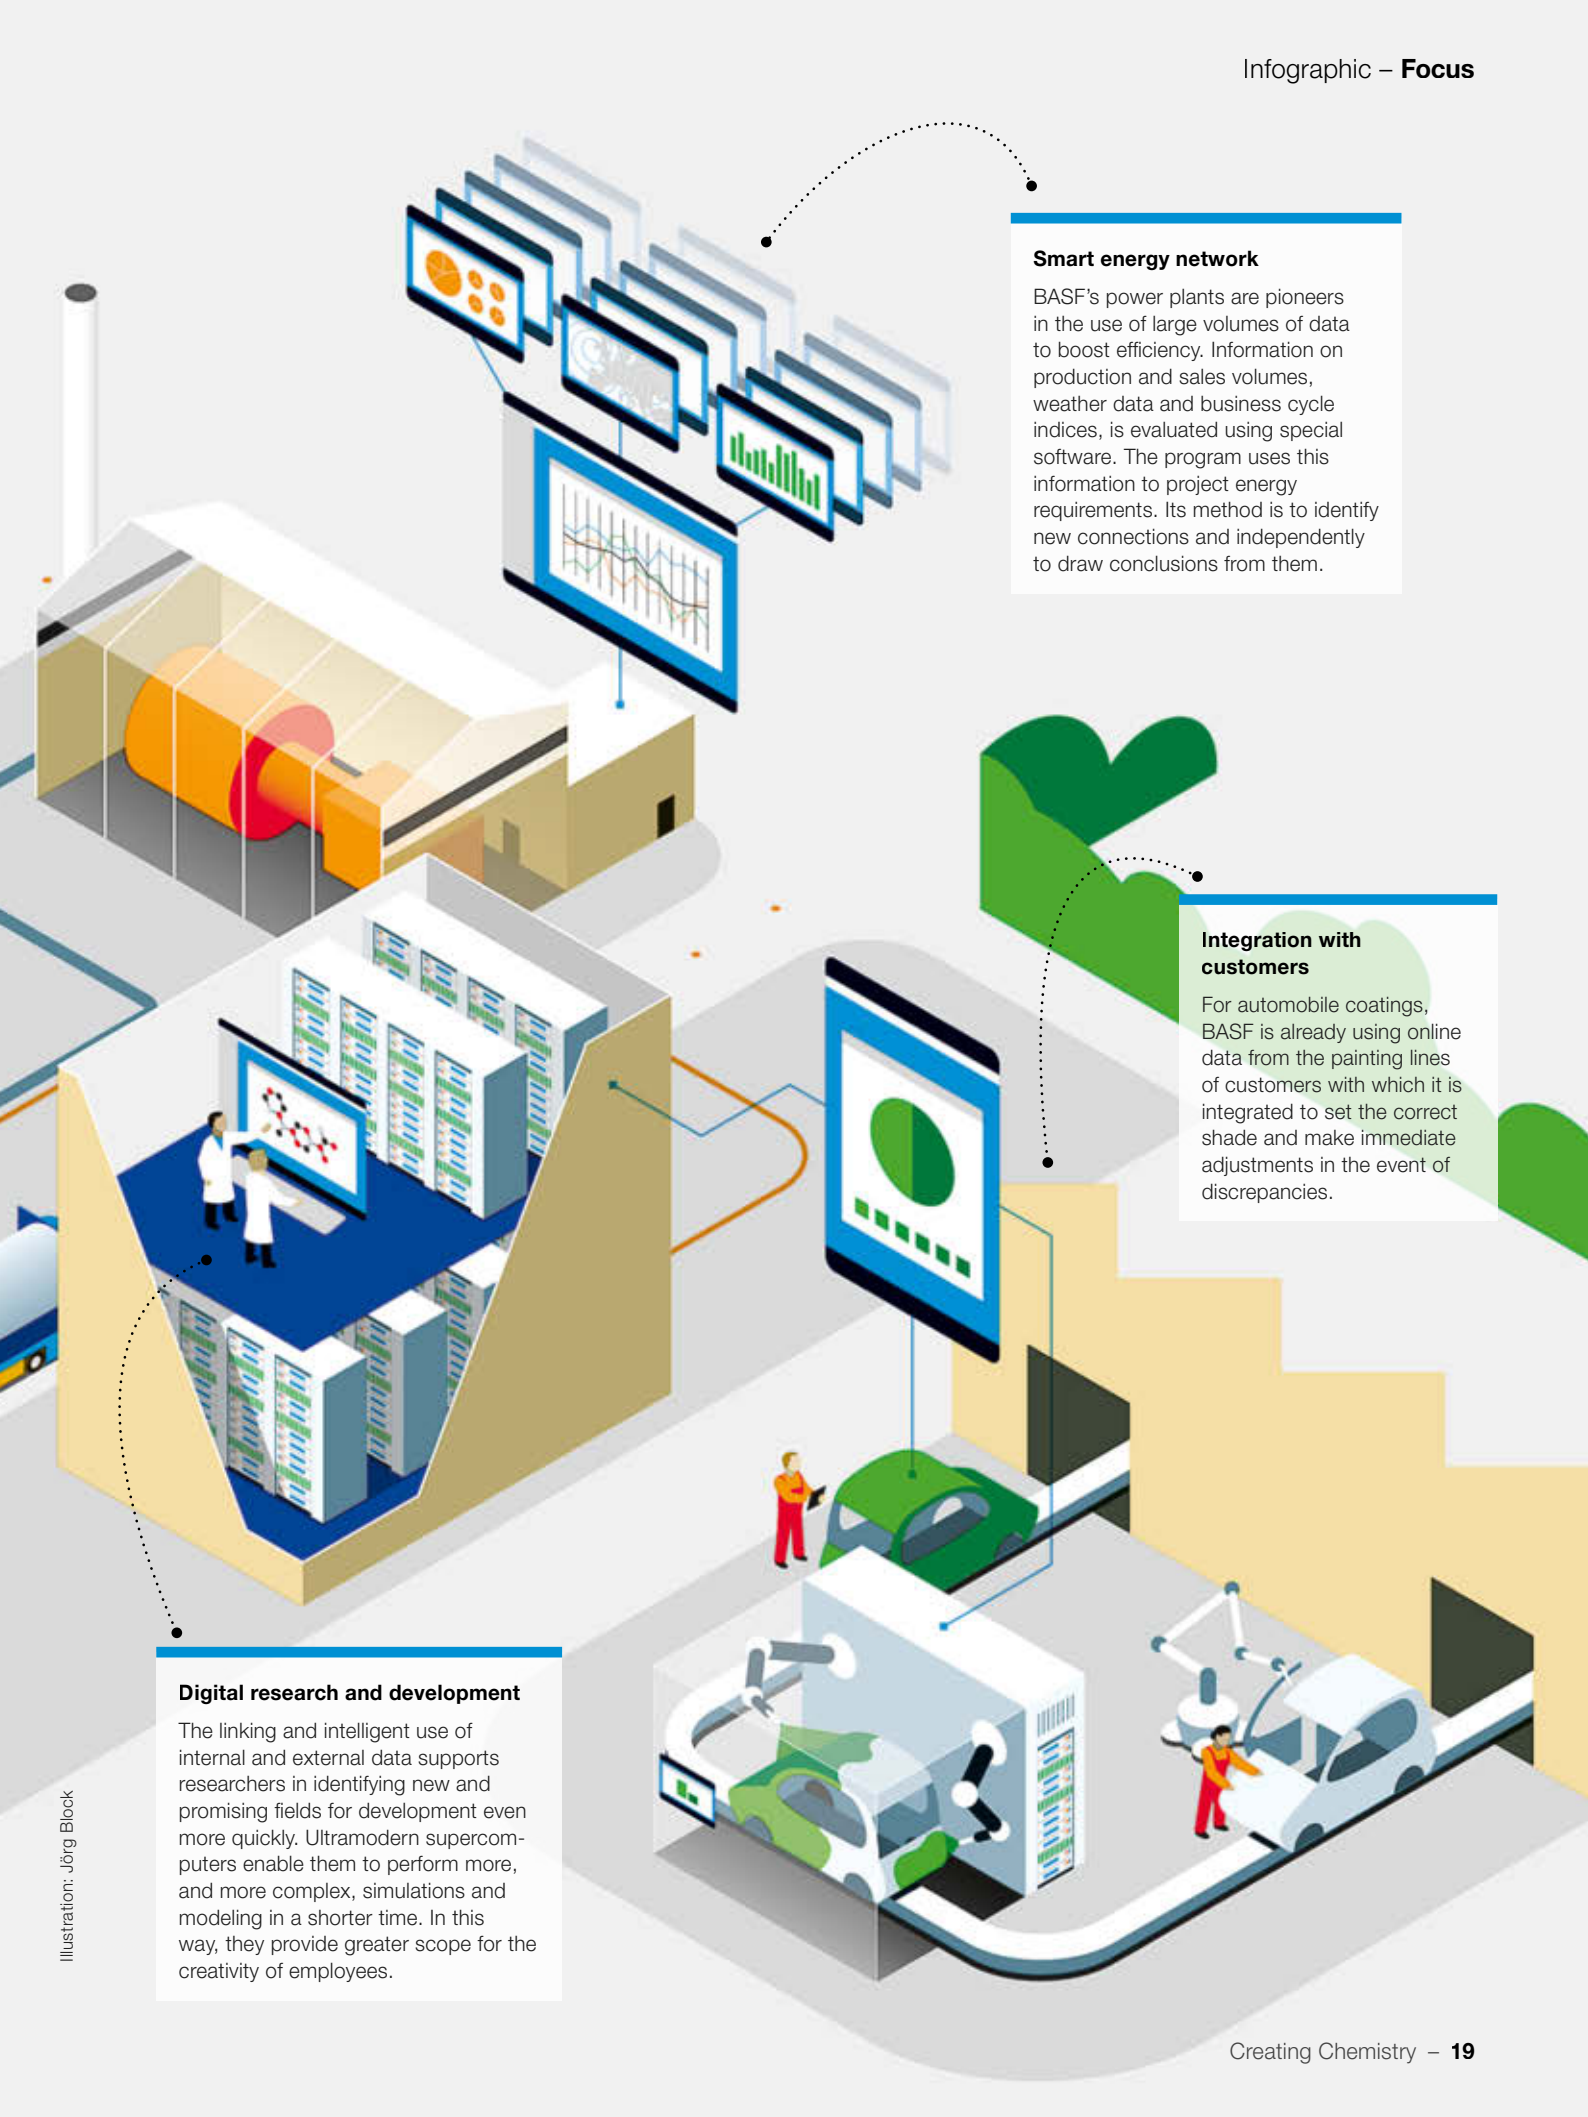 Infographic – Focus
Smart energy network
BASF's power plants are pioneers
in the use of large volumes of data
to boost efficiency. Information on
production and sales volumes,
weather data and business cycle
indices, is evaluated using special
software. The program uses this
information to project energy
requirements. Its method is to identify
new connections and independently
to draw conclusions from them.
Integration with
customers
For automobile coatings,
BASF is already using online
data from the painting lines
of customers with which it is
integrated to set the correct
shade and make immediate
adjustments in the event of
discrepancies.
Digital research and development
The linking and intelligent use of
internal and external data supports
researchers in identifying new and
promising fields for development even
more quickly. Ultramodern supercom-
puters enable them to perform more,
and more complex, simulations and
modeling in a shorter time. In this
way, they provide greater scope for the
creativity of employees.
Illustration: Jörg Block
Creating Chemistry – 19